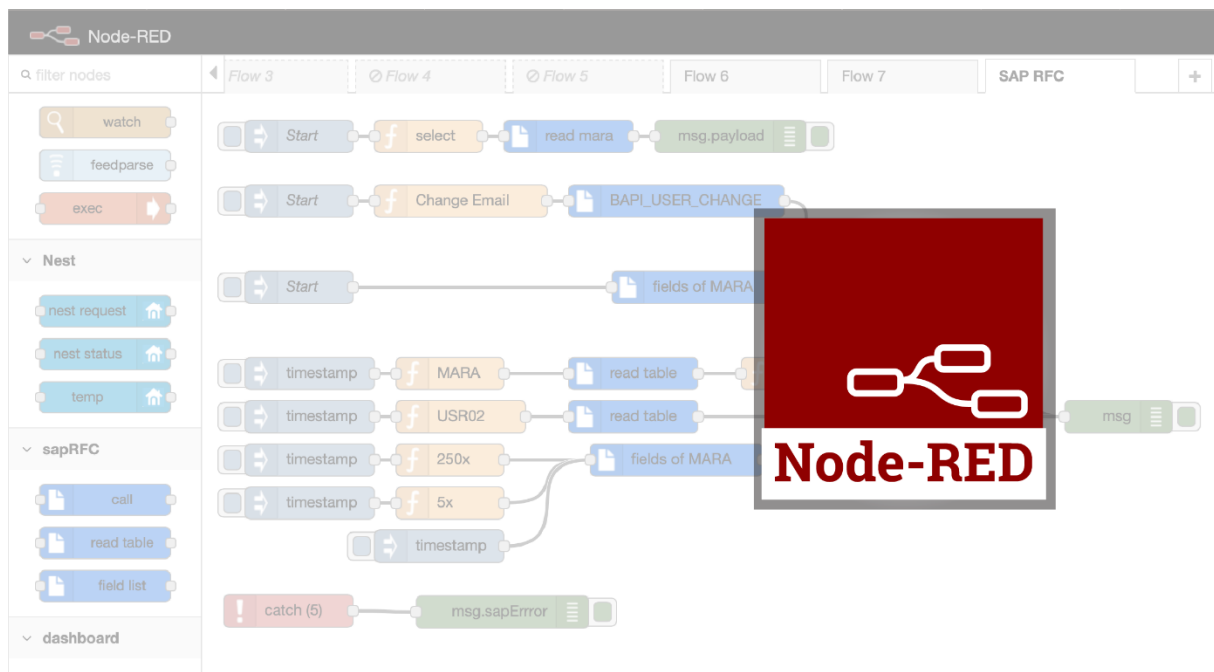 Node-RED
filter nodes
Flow 3
Flow 4
Flow 5
Flow 6
Flow 7
SAP RFC
+
watch
feedparse
exec
Nest
nest request
nest status
temp
sapRFC
call
read table
field list
dashboard
Start
f
select
read mara
msg.payload
Start
f
Change Email
BAPI_USER_CHANGE
Start
fields of MARA
timestamp
f
MARA
read table
f
timestamp
f
USR02
read table
msg
timestamp
f
250x
fields of MARA
timestamp
f
5x
timestamp
!
catch (5)
msg.sapErrror
Node-RED